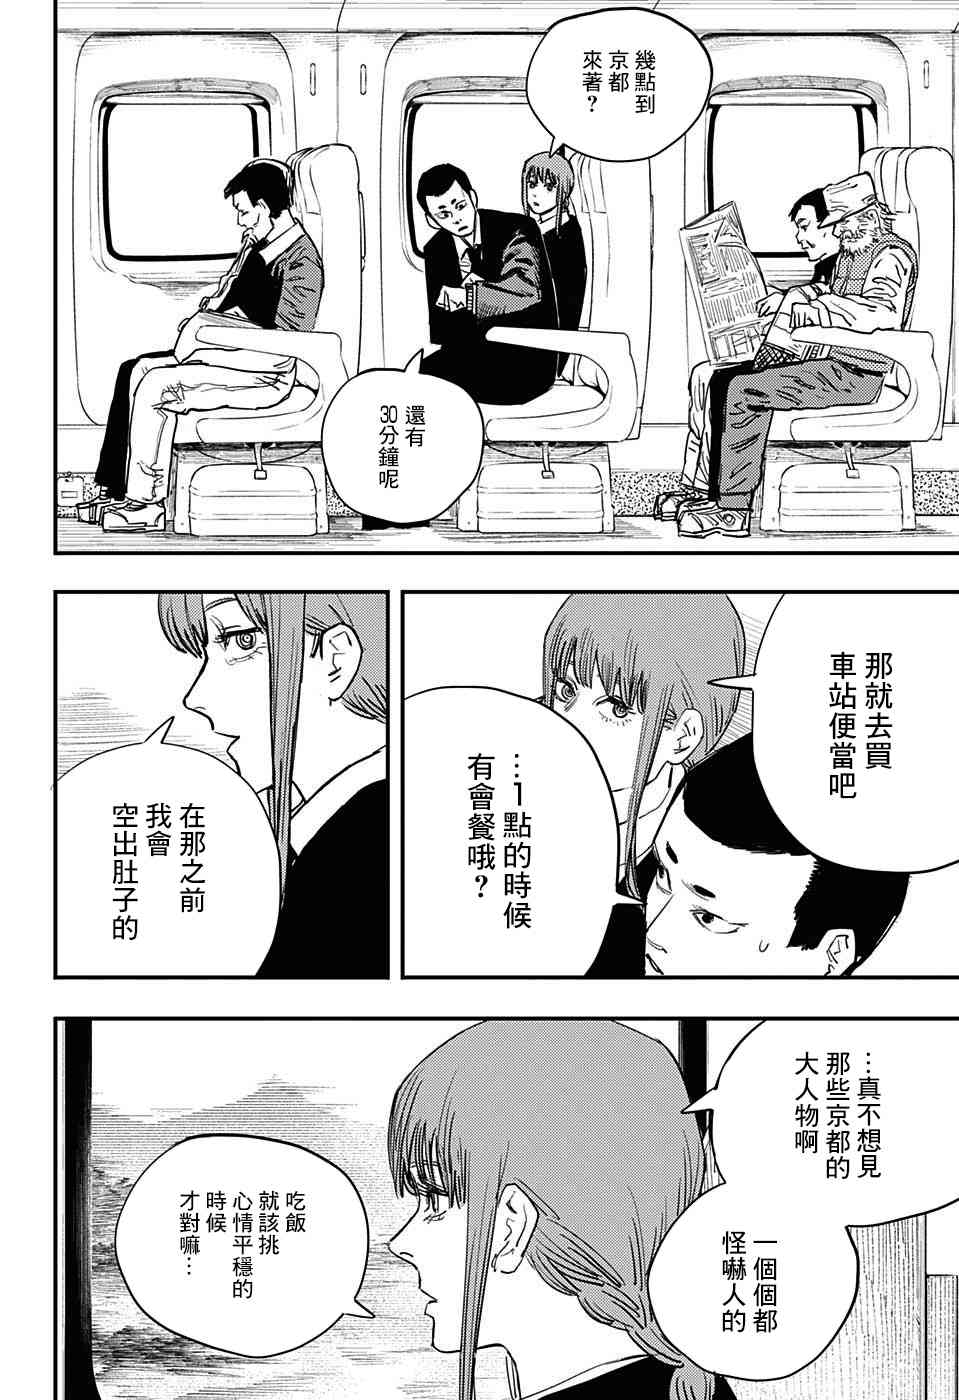 幾點到
京都
來著？
還有
30分鐘呢
那就去買
車站便當吧
…1點的時候
有會餐哦？
在那之前
我會
空出肚子的
…真不想見
那些京都的
大人物啊
一個個都
怪嚇人的
吃飯
就該挑
心情平穩的
時候
才對嘛…